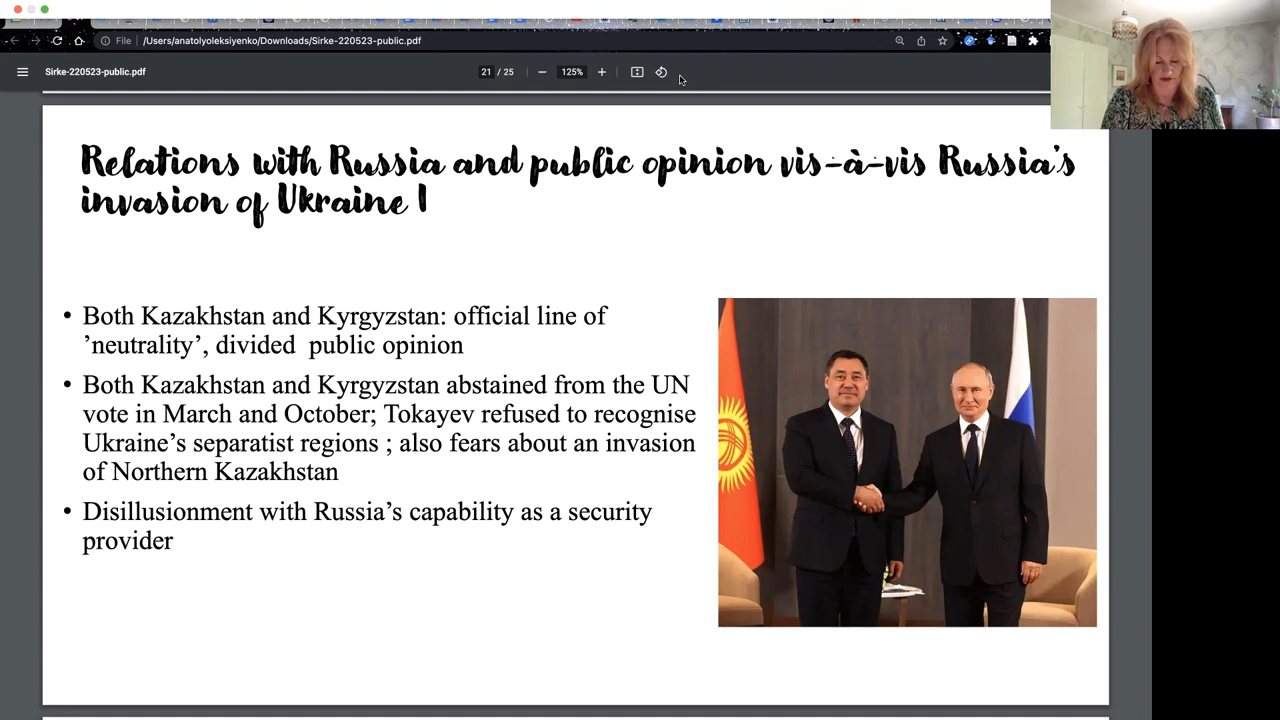 File
/Users/anatolyoleksiyenko/Downloads/Sirke-220523-public.pdf
Sirke-220523-public.pdf
21 / 25
125%
Relations with Russia and public opinion vis-à-vis Russia's
invasion of Ukraine I
• Both Kazakhstan and Kyrgyzstan: official line of
’neutrality’, divided  public opinion
• Both Kazakhstan and Kyrgyzstan abstained from the UN
vote in March and October; Tokayev refused to recognise
Ukraine’s separatist regions ; also fears about an invasion
of Northern Kazakhstan
• Disillusionment with Russia’s capability as a security
provider